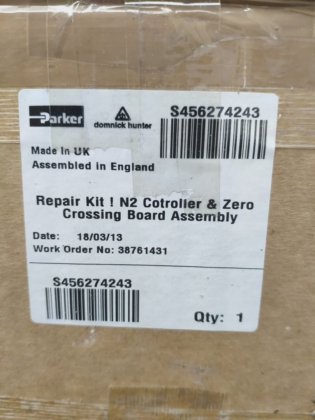 Parker
domnick hunter
S456274243
Made in UK
Assembled in England
Repair Kit ! N2 Cotroller & Zero
Crossing Board Assembly
Date: 18/03/13
Work Order No: 38761431
S456274243
Qty: 1